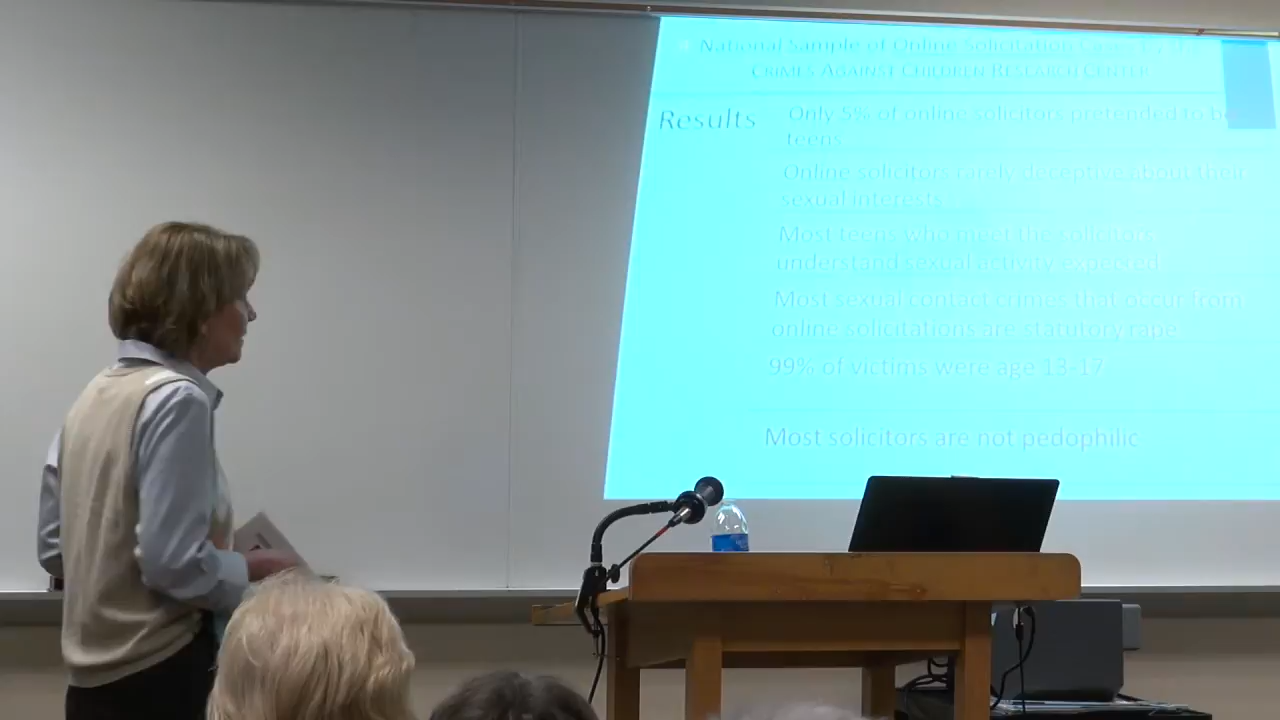 National Sample of Online Solicitation
CRIMES AGAINST CHILDREN RESEARCH CENTER
Results
Only 5% of online solicitors pretended to be
teens
Online solicitors rarely deceptive about their
sexual interests
Most teens who meet the solicitors,
understand sexual activity expected
Most sexual contact crimes that occur from
online solicitations are statutory rape
99% of victims were age 13-17
Most solicitors are not pedophilic